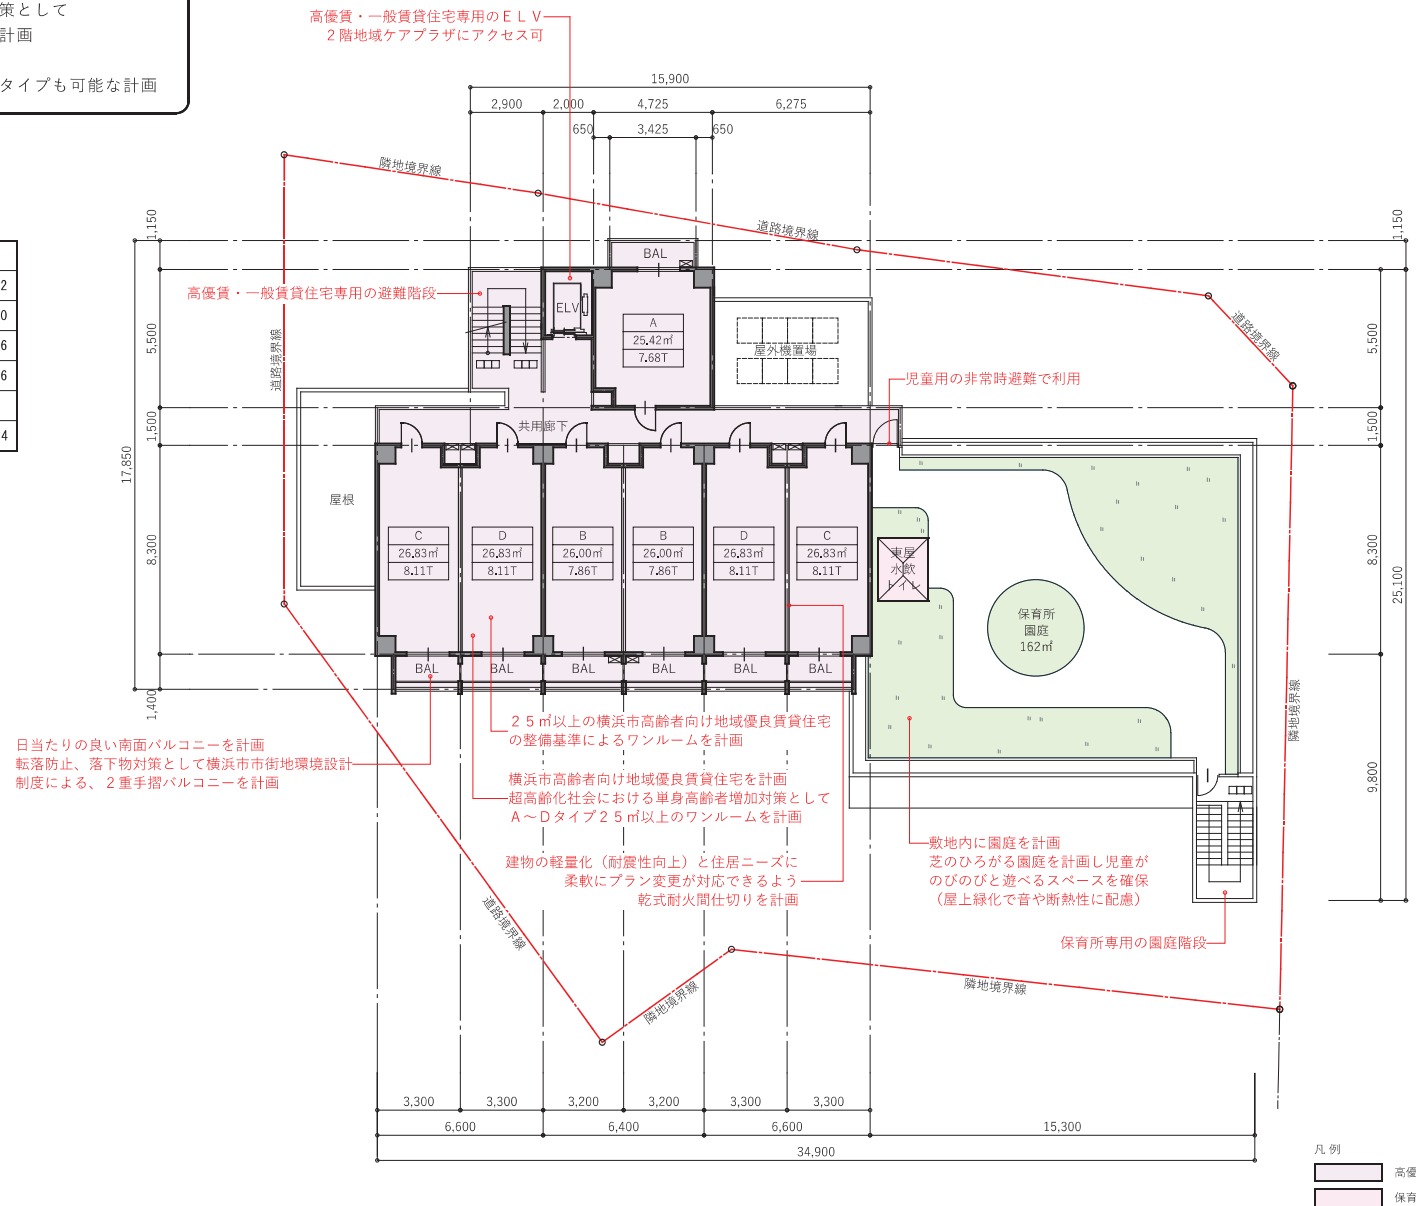 策として
計画
タイプも可能な計画
2
0
6
6
4
高優賃・一般賃貸住宅専用のＥＬＶ
２階地域ケアプラザにアクセス可
15,900
2,900
2,000
4,725
6,275
650
3,425
650
隣地境界線
道路境界線
道路境界線
道路境界線
1,150
5,500
1,500
8,300
1,400
17,850
1,150
5,500
1,500
8,300
9,800
25,100
高優賃・一般賃貸住宅専用の避難階段
BAL
ELV
A
25.42㎡
7.68T
屋外機置場
児童用の非常時避難で利用
共用廊下
屋根
C
26.83㎡
8.11T
D
26.83㎡
8.11T
B
26.00㎡
7.86T
B
26.00㎡
7.86T
D
26.83㎡
8.11T
C
26.83㎡
8.11T
東屋
水飲
トイレ
保育所
園庭
162㎡
BAL
BAL
BAL
BAL
BAL
BAL
隣地境界線
日当たりの良い南面バルコニーを計画
転落防止、落下物対策として横浜市市街地環境設計
制度による、２重手摺バルコニーを計画
２５㎡以上の横浜市高齢者向け地域優良賃貸住宅
の整備基準によるワンルームを計画
横浜市高齢者向け地域優良賃貸住宅を計画
超高齢化社会における単身高齢者増加対策として
Ａ～Ｄタイプ２５㎡以上のワンルームを計画
建物の軽量化（耐震性向上）と住居ニーズに
柔軟にプラン変更が対応できるよう
乾式耐火間仕切りを計画
敷地内に園庭を計画
芝のひろがる園庭を計画し児童が
のびのびと遊べるスペースを確保
（屋上緑化で音や断熱性に配慮）
保育所専用の園庭階段
道路境界線
隣地境界線
隣地境界線
3,300
3,300
3,200
3,200
3,300
3,300
6,600
6,400
6,600
15,300
34,900
凡例
高優
保育